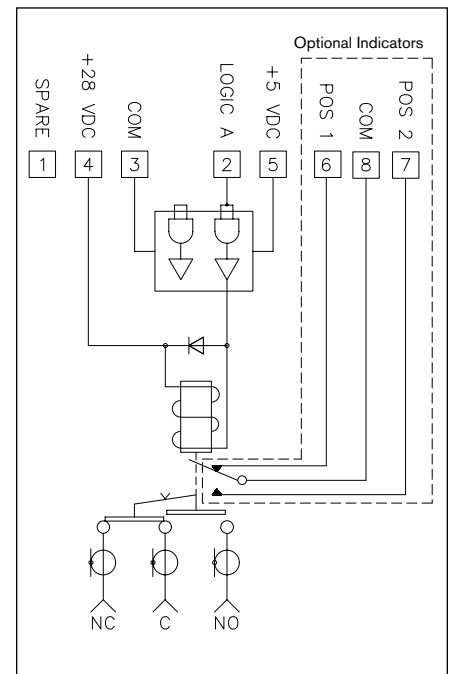 Optional Indicators
SPARE
+28 VDC
COM
LOGIC A
+5 VDC
POS 1
COM
POS 2
1
4
3
2
5
6
8
7
NC
C
NO